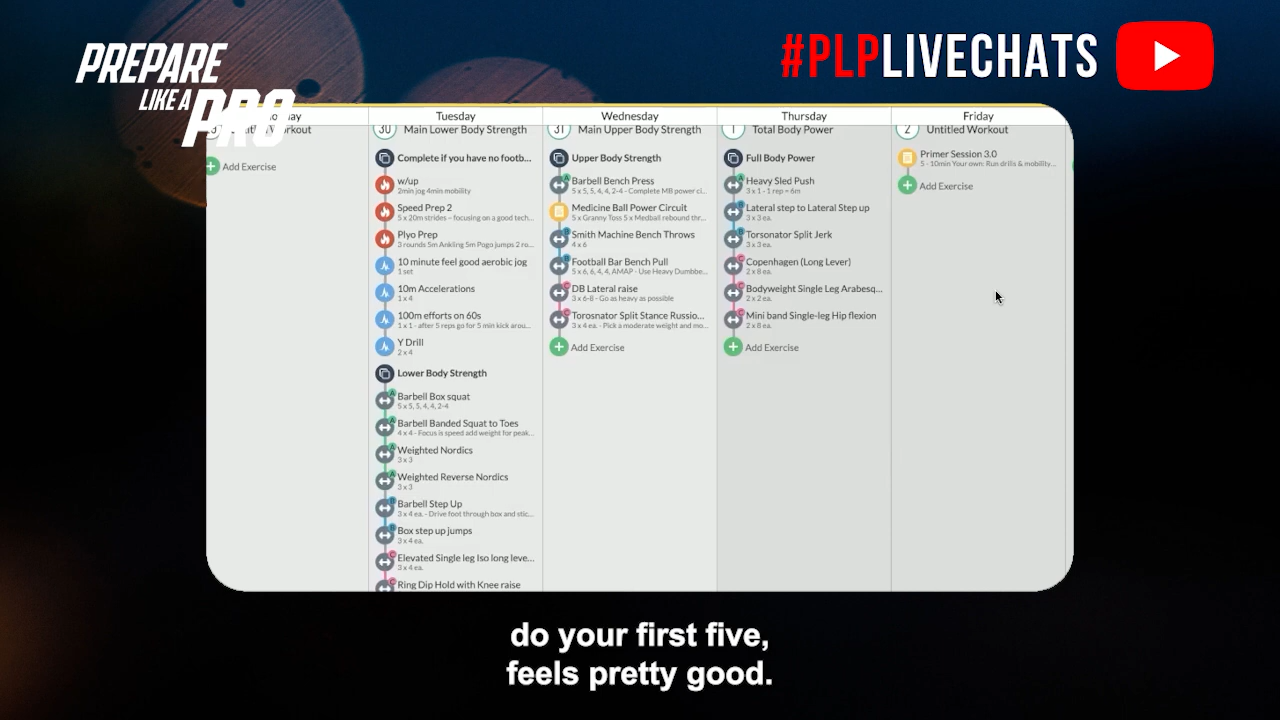 PREPARE
LIKE A
PRO
#PLPLIVECHATS
Tuesday
Wednesday
Thursday
Friday
30 Main Lower Body Strength
31 Main Upper Body Strength
1 Total Body Power
2 Untitled Workout
Add Exercise
Complete if you have no footb...
w/up
2min jog 4min mobility
Speed Prep 2
5 x 20m strides - focusing on a good tech...
Plyo Prep
3 rounds 5m Ankling 5m Pogo jumps 2 ro...
10 minute feel good aerobic jog
1 set
10m Accelerations
1 x 4
100m efforts on 60s
1 x 1 - after 5 reps go for 5 min kick arou...
Y Drill
2 x 4
Lower Body Strength
A
Barbell Box squat
5 x 5, 5, 4, 4, 2-4
A
Barbell Banded Squat to Toes
4 x 4 - Focus is speed add weight for peak...
A
Weighted Nordics
3 x 3
A
Weighted Reverse Nordics
3 x 3
B
Barbell Step Up
3 x 4 ea. - Drive foot through box and stic...
B
Box step up jumps
3 x 4 ea.
C
Elevated Single leg Iso long leve...
3 x 4 ea.
C
Ring Dip Hold with Knee raise
Upper Body Strength
A
Barbell Bench Press
5 x 5, 5, 4, 4, 2-4 - Complete MB power ci...
Medicine Ball Power Circuit
5 x Granny Toss 5 x Medball rebound thr...
B
Smith Machine Bench Throws
4 x 6
B
Football Bar Bench Pull
5 x 6, 6, 4, 4, AMAP - Use Heavy Dumbbe...
C
DB Lateral raise
3 x 6-8 - Go as heavy as possible
C
Torosnator Split Stance Russio...
3 x 4 ea. - Pick a moderate weight and mo...
Add Exercise
Full Body Power
A
Heavy Sled Push
3 x 1 - 1 rep = 6m
B
Lateral step to Lateral Step up
3 x 3 ea.
B
Torsonator Split Jerk
3 x 3 ea.
C
Copenhagen (Long Lever)
2 x 8 ea.
C
Bodyweight Single Leg Arabesq...
2 x 2 ea.
C
Mini band Single-leg Hip flexion
2 x 8 ea.
Add Exercise
Primer Session 3.0
5 - 10min Your own: Run drills & mobility...
Add Exercise
do your first five,
feels pretty good.